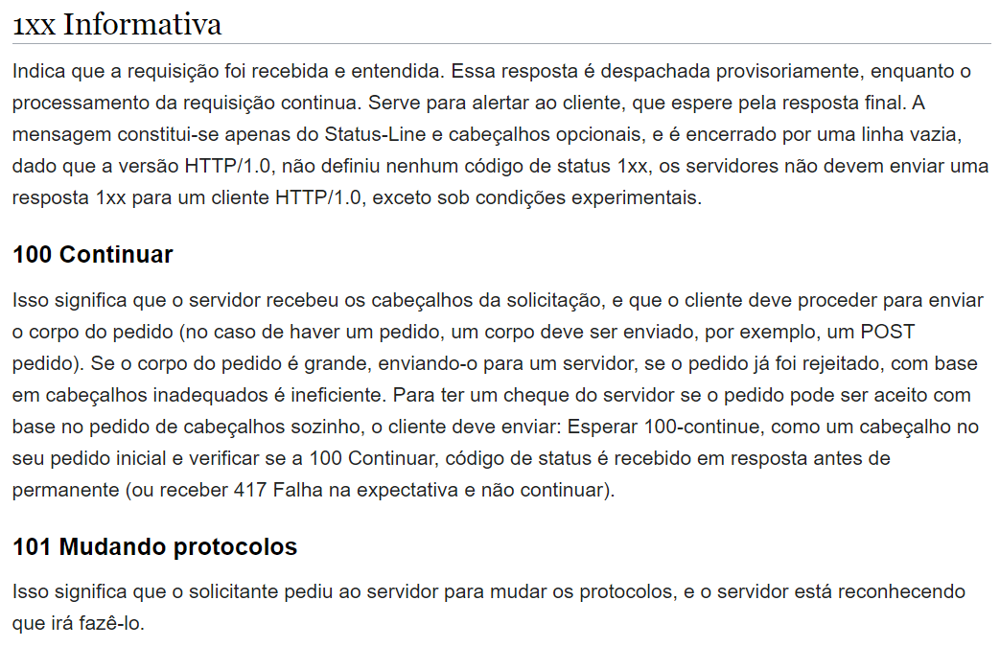 1xx Informativa
Indica que a requisição foi recebida e entendida. Essa resposta é despachada provisoriamente, enquanto o
processamento da requisição continua. Serve para alertar ao cliente, que espere pela resposta final. A
mensagem constitui-se apenas do Status-Line e cabeçalhos opcionais, e é encerrado por uma linha vazia,
dado que a versão HTTP/1.0, não definiu nenhum código de status 1xx, os servidores não devem enviar uma
resposta 1xx para um cliente HTTP/1.0, exceto sob condições experimentais.
100 Continuar
Isso significa que o servidor recebeu os cabeçalhos da solicitação, e que o cliente deve proceder para enviar
o corpo do pedido (no caso de haver um pedido, um corpo deve ser enviado, por exemplo, um POST
pedido). Se o corpo do pedido é grande, enviando-o para um servidor, se o pedido já foi rejeitado, com base
em cabeçalhos inadequados é ineficiente. Para ter um cheque do servidor se o pedido pode ser aceito com
base no pedido de cabeçalhos sozinho, o cliente deve enviar: Esperar 100-continue, como um cabeçalho no
seu pedido inicial e verificar se a 100 Continuar, código de status é recebido em resposta antes de
permanente (ou receber 417 Falha na expectativa e não continuar).
101 Mudando protocolos
Isso significa que o solicitante pediu ao servidor para mudar os protocolos, e o servidor está reconhecendo
que irá fazê-lo.